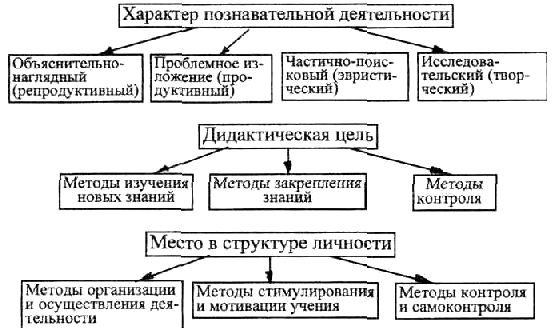 Характер познавательной деятельности
Объяснительно-
наглядный
(репродуктивный)
Проблемное из-
ложение (про-
дуктивный)
Частично-поис-
ковый (эвристи-
ческий)
Исследова-
тельский (твор-
ческий)
Дидактическая цель
Методы изучения
новых знаний
Методы закрепления
знаний
Методы
контроля
Место в структуре личности
Методы организации
и осуществления дея-
тельности
Методы стимулирования
и мотивации учения
Методы контроля
и самоконтроля